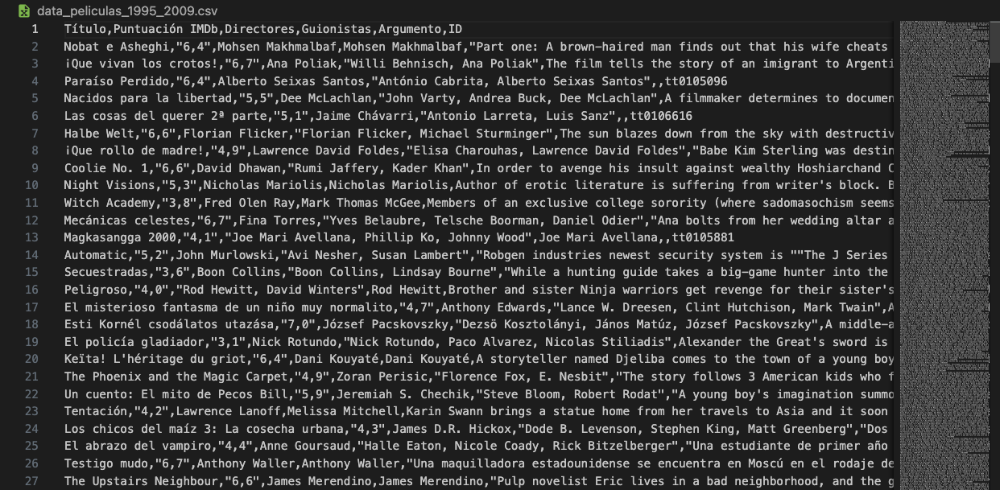 data_peliculas_1995_2009.csv
1 Título,Puntuación IMDb,Directores,Guionistas,Argumento,ID
2 Nobat e Asheghi,"6,4",Mohsen Makhmalbaf,Mohsen Makhmalbaf,"Part one: A brown-haired man finds out that his wife cheats
3 ¡Que vivan los crotos!,"6,7",Ana Poliak,"Willi Behnisch, Ana Poliak",The film tells the story of an imigrant to Argenti
4 Paraíso Perdido,"6,4",Alberto Seixas Santos,"António Cabrita, Alberto Seixas Santos",,tt0105096
5 Nacidos para la libertad,"5,5",Dee McLachlan,"John Varty, Andrea Buck, Dee McLachlan",A filmmaker determines to documen
6 Las cosas del querer 2ª parte,"5,1",Jaime Chávarri,"Antonio Larreta, Luis Sanz",,tt0106616
7 Halbe Welt,"6,6",Florian Flicker,"Florian Flicker, Michael Sturminger",The sun blazes down from the sky with destructiv
8 ¡Que rollo de madre!,"4,9",Lawrence David Foldes,"Elisa Charouhas, Lawrence David Foldes","Babe Kim Sterling was destin
9 Coolie No. 1,"6,6",David Dhawan,"Rumi Jaffery, Kader Khan",In order to avenge his insult against wealthy Hoshiarchand C
10 Night Visions,"5,3",Nicholas Mariolis,Nicholas Mariolis,Author of erotic literature is suffering from writer's block. B
11 Witch Academy,"3,8",Fred Olen Ray,Mark Thomas McGee,Members of an exclusive college sorority (where sadomasochism seems
12 Mecánicas celestes,"6,7",Fina Torres,"Yves Belaubre, Telsche Boorman, Daniel Odier","Ana bolts from her wedding altar a
13 Magkasangga 2000,"4,1","Joe Mari Avellana, Phillip Ko, Johnny Wood",Joe Mari Avellana,,tt0105881
14 Automatic,"5,2",John Murlowski,"Avi Nesher, Susan Lambert","Robgen industries newest security system is ""The J Series
15 Secuestradas,"3,6",Boon Collins,"Boon Collins, Lindsay Bourne","While a hunting guide takes a big-game hunter into the
16 Peligroso,"4,0","Rod Hewitt, David Winters",Rod Hewitt,Brother and sister Ninja warriors get revenge for their sister's
17 El misterioso fantasma de un niño muy normalito,"4,7",Anthony Edwards,"Lance W. Dreesen, Clint Hutchison, Mark Twain",A
18 Esti Kornél csodálatos utazása,"7,0",József Pacskovszky,"Dezsö Kosztolányi, János Matúz, József Pacskovszky",A middle-a
19 El policía gladiador,"3,1",Nick Rotundo,"Nick Rotundo, Paco Alvarez, Nicolas Stiliadis",Alexander the Great's sword is
20 Keïta! L'héritage du griot,"6,4",Dani Kouyaté,Dani Kouyaté,A storyteller named Djeliba comes to the town of a young boy
21 The Phoenix and the Magic Carpet,"4,9",Zoran Perisic,"Florence Fox, E. Nesbit","The story follows 3 American kids who f
22 Un cuento: El mito de Pecos Bill,"5,9",Jeremiah S. Chechik,"Steve Bloom, Robert Rodat","A young boy's imagination summo
23 Tentación,"4,2",Lawrence Lanoff,Melissa Mitchell,Karin Swann brings a statue home from her travels to Asia and it soon
24 Los chicos del maíz 3: La cosecha urbana,"4,3",James D.R. Hickox,"Dode B. Levenson, Stephen King, Matt Greenberg","Dos
25 El abrazo del vampiro,"4,4",Anne Goursaud,"Halle Eaton, Nicole Coady, Rick Bitzelberger","Una estudiante de primer año
26 Testigo mudo,"6,7",Anthony Waller,Anthony Waller,"Una maquilladora estadounidense se encuentra en Moscú en el rodaje de
27 The Upstairs Neighbour,"6,6",James Merendino,James Merendino,"Pulp novelist Eric lives in a bad neighborhood, and the g